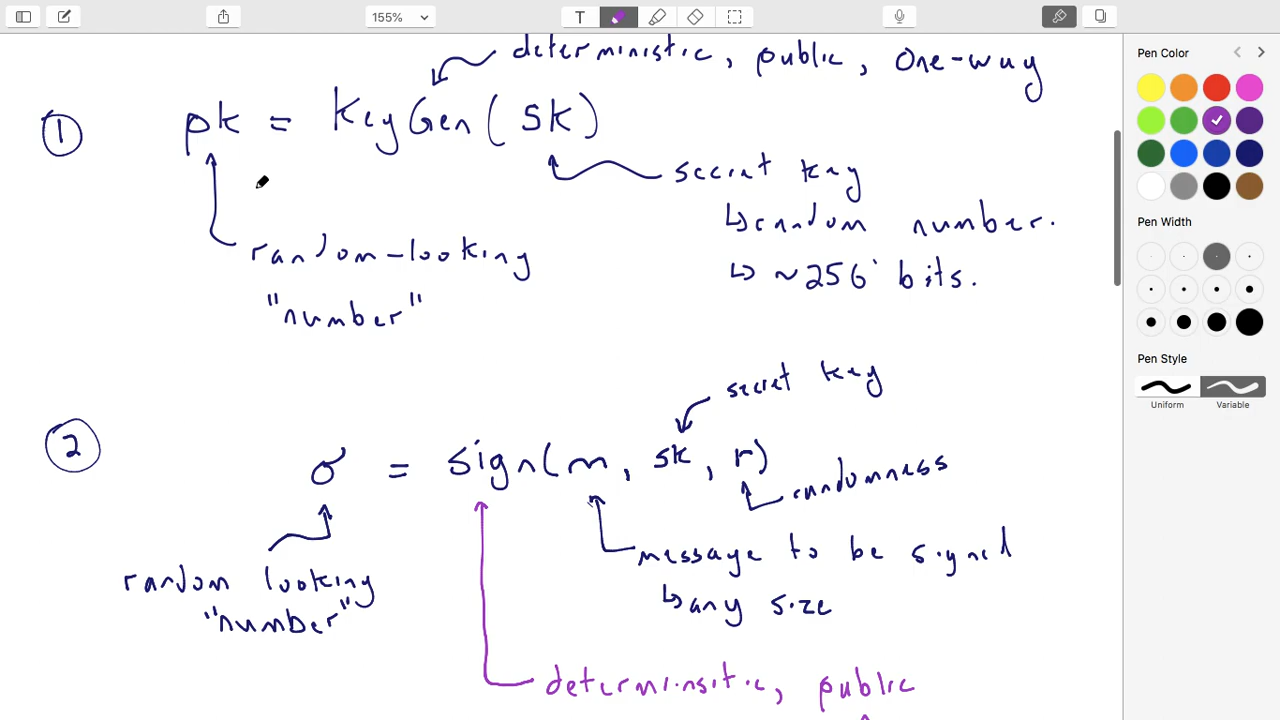 155%
T
Pen Color
deterministic, public, One-way
① pk = KeyGen(sk)
secret key
↳random number.
↳ ~256 bits.
random-looking
"number"
Pen Width
Pen Style
Uniform Variable
secret key
② σ = sign(m, sk, r)
randomness
message to be signed
↳any size
random looking
"number"
determinsitic, public